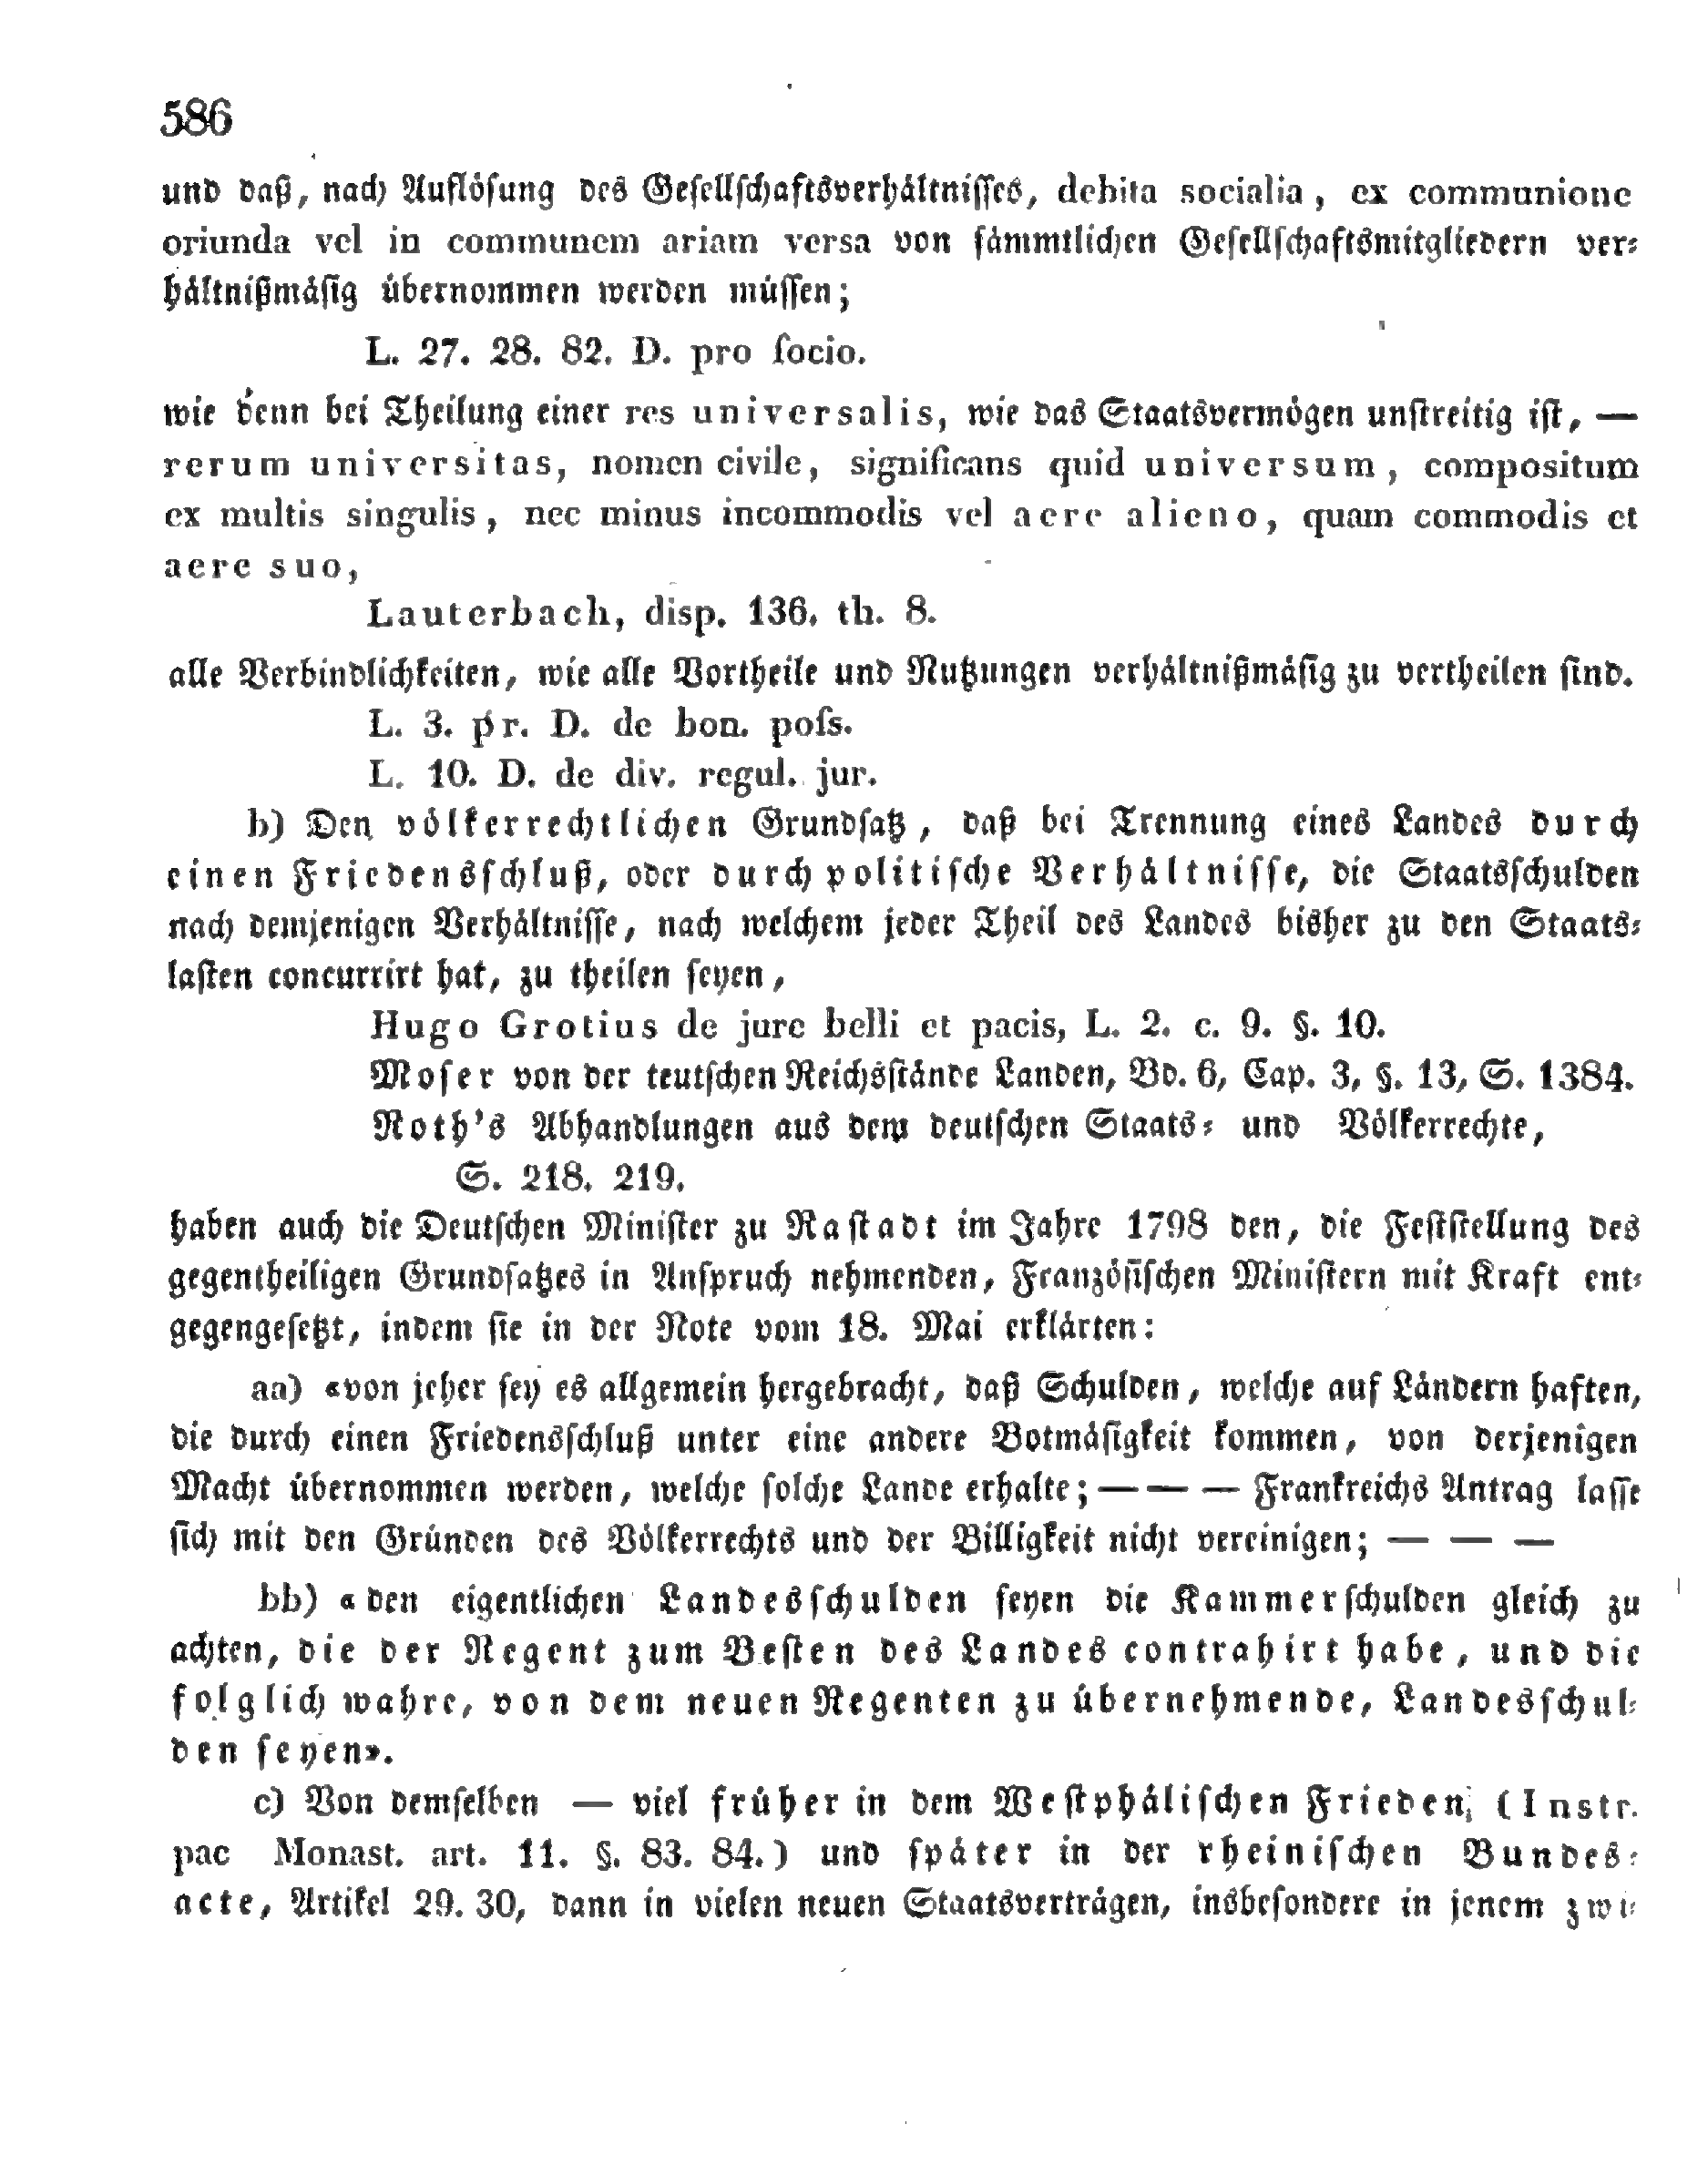 586
und daß, nach Auflösung des Gesellschaftsverhältnisses, debita socialia, ex communione
oriunda vel in communem ariam versa von sämmtlichen Gesellschaftsmitgliedern ver-
hältnißmäsig übernommen werden müssen;
L. 27. 28. 82. D. pro socio.
wie denn bei Theilung einer res universalis, wie das Staatsvermögen unstreitig ist, —
rerum universitas, nomen civile, significans quid universum, compositum
ex multis singulis, nec minus incommodis vel aere alieno, quam commodis et
aere suo,
Lauterbach, disp. 136. th. 8.
alle Verbindlichkeiten, wie alle Vortheile und Nutzungen verhältnißmäsig zu vertheilen sind.
L. 3. pr. D. de bon. poss.
L. 10. D. de div. regul. jur.
b) Den völkerrechtlichen Grundsatz, daß bei Trennung eines Landes durch
einen Friedensschluß, oder durch politische Verhältnisse, die Staatsschulden
nach demjenigen Verhältnisse, nach welchem jeder Theil des Landes bisher zu den Staats-
lasten concurrirt hat, zu theilen seyen,
Hugo Grotius de jure belli et pacis, L. 2. c. 9. §. 10.
Moser von der teutschen Reichsstände Landen, Bd. 6, Cap. 3, §. 13, S. 1384.
Roth's Abhandlungen aus dem deutschen Staats- und Völkerrechte,
S. 218. 219.
haben auch die Deutschen Minister zu Rastadt im Jahre 1798 den, die Feststellung des
gegentheiligen Grundsatzes in Anspruch nehmenden, Französischen Ministern mit Kraft ent-
gegengesetzt, indem sie in der Note vom 18. Mai erklärten:
aa) «von jeher sey es allgemein hergebracht, daß Schulden, welche auf Ländern haften,
die durch einen Friedensschluß unter eine andere Botmäsigkeit kommen, von derjenigen
Macht übernommen werden, welche solche Lande erhalte; — — — Frankreichs Antrag lasse
sich mit den Gründen des Völkerrechts und der Billigkeit nicht vereinigen; — — —
bb) «den eigentlichen Landesschulden seyen die Kammerschulden gleich zu
achten, die der Regent zum Besten des Landes contrahirt habe, und die
folglich wahre, von dem neuen Regenten zu übernehmende, Landesschul-
den seyen».
c) Von demselben — viel früher in dem Westphälischen Frieden, (Instr.
pac Monast. art. 11. §. 83. 84.) und später in der rheinischen Bundes-
acte, Artikel 29. 30, dann in vielen neuen Staatsverträgen, insbesondere in jenem zwi-